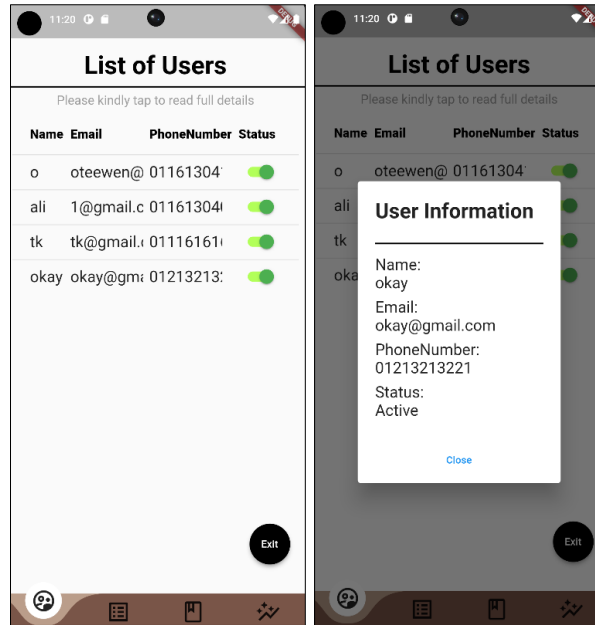 11:20
DEBUG
List of Users
Please kindly tap to read full details
Name Email PhoneNumber Status
o oteewen@ 01161304
ali 1@gmail.c 01161304
tk tk@gmail. 01116161
okay okay@gma 01213213
Exit
11:20
List of Users
Please kindly tap to read full details
Name Email PhoneNumber Status
o oteewen@ 01161304
ali
tk
oka
User Information
Name:
okay
Email:
okay@gmail.com
PhoneNumber:
01213213221
Status:
Active
Close
Exit